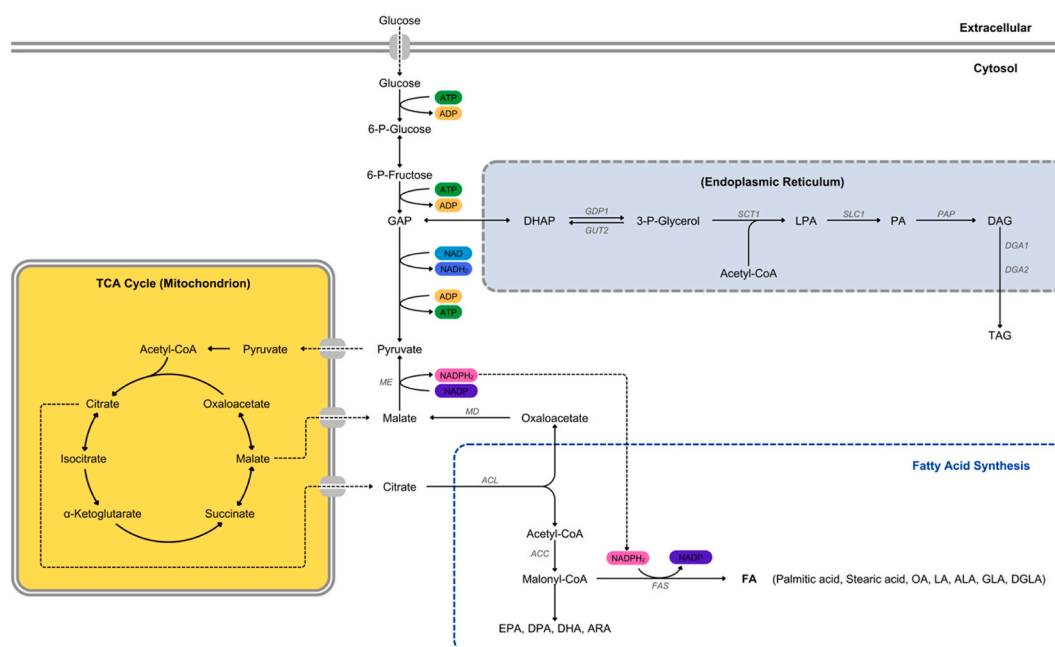 Glucose
Extracellular
Cytosol
Glucose
ATP
ADP
6-P-Glucose
6-P-Fructose
ATP
ADP
(Endoplasmic Reticulum)
GAP
DHAP
GDP1
GUT2
3-P-Glycerol
SCT1
LPA
SLC1
PA
PAP
DAG
DGA1
DGA2
Acetyl-CoA
TAG
NAD
NADH₂
ADP
ATP
TCA Cycle (Mitochondrion)
Acetyl-CoA
Pyruvate
Pyruvate
ME
NADPH₂
NADP
Citrate
Oxaloacetate
Malate
MD
Oxaloacetate
Isocitrate
Malate
Fatty Acid Synthesis
Citrate
ACL
α-Ketoglutarate
Succinate
Acetyl-CoA
ACC
NADPH₂
NADP
Malonyl-CoA
FAS
FA (Palmitic acid, Stearic acid, OA, LA, ALA, GLA, DGLA)
EPA, DPA, DHA, ARA